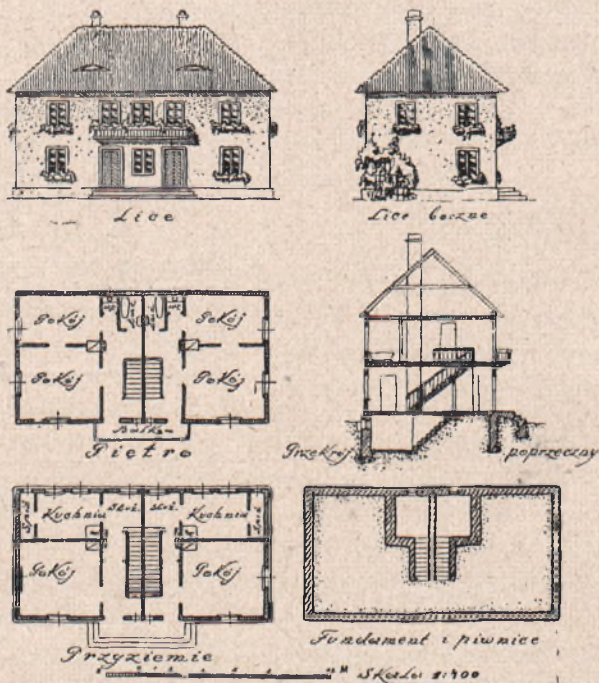 Lice
Lice boczne
Pokój
Pokój
Pokój
Pokój
Balkon
Piętro
Przekrój poprzeczny
Kuchnia
Kuchnia
Pokój
Pokój
Przyziemie
Fundament i piwnice
Skala 1:400